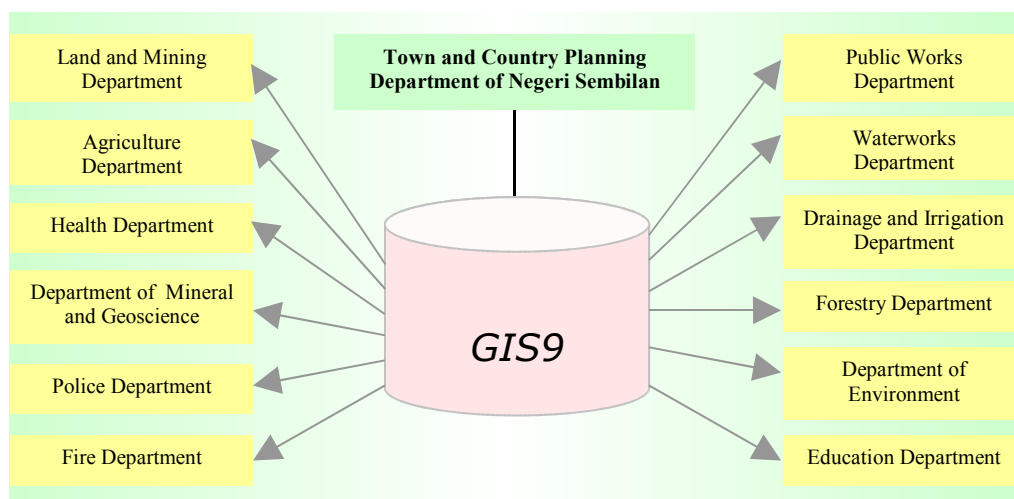 Land and Mining
Department
Agriculture
Department
Health Department
Department of Mineral
and Geoscience
Police Department
Fire Department
Town and Country Planning
Department of Negeri Sembilan
GIS9
Public Works
Department
Waterworks
Department
Drainage and Irrigation
Department
Forestry Department
Department of
Environment
Education Department